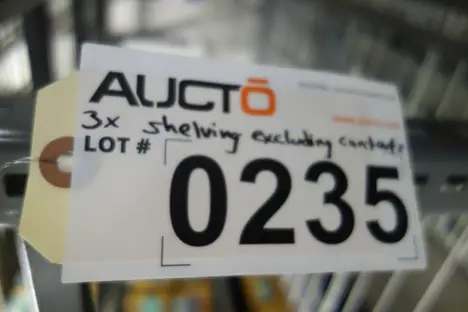 AUCTŌ
3x shelving excluding contents
LOT #
0235